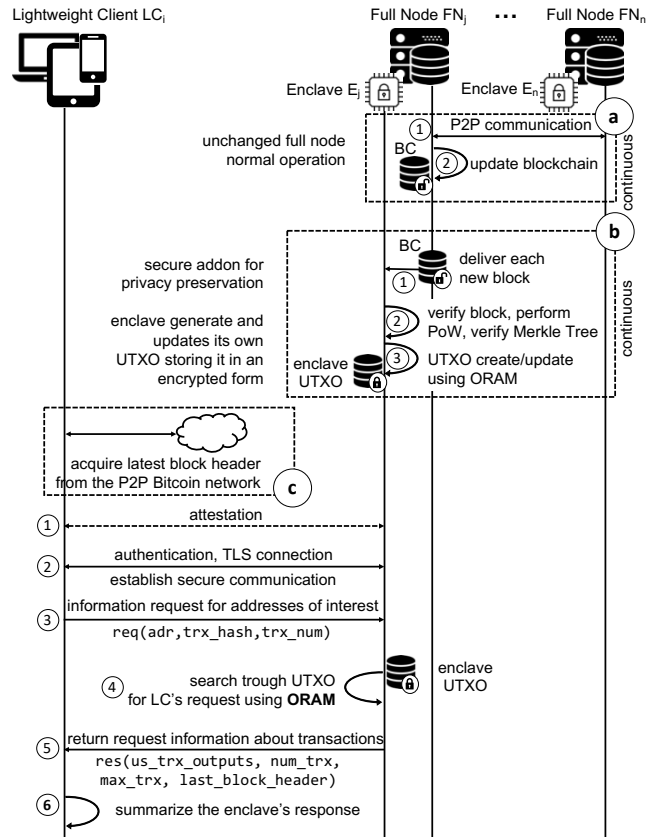 Lightweight Client LCi
Full Node FNj
...
Full Node FNn
Enclave Ej
Enclave En
a
unchanged full node
normal operation
1
P2P communication
BC
2
update blockchain
continuous
b
BC
secure addon for
privacy preservation
1
deliver each
new block
enclave generate and
updates its own
UTXO storing it in an
encrypted form
2
verify block, perform
PoW, verify Merkle Tree
enclave
UTXO
3
UTXO create/update
using ORAM
continuous
acquire latest block header
from the P2P Bitcoin network
c
1
attestation
2
authentication, TLS connection
establish secure communication
3
information request for addresses of interest
req(adr,trx_hash,trx_num)
4
search trough UTXO
for LC's request using ORAM
enclave
UTXO
5
return request information about transactions
res(us_trx_outputs, num_trx,
max_trx, last_block_header)
6
summarize the enclave's response